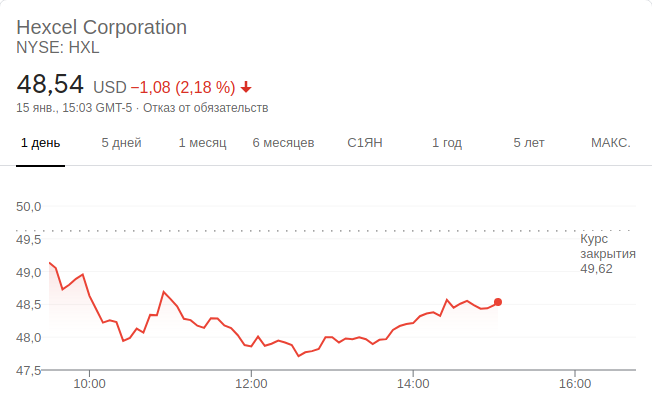 Hexcel Corporation
NYSE: HXL
48,54 USD −1,08 (2,18 %)
15 янв., 15:03 GMT-5 · Отказ от обязательств
1 день 5 дней 1 месяц 6 месяцев С1ЯН 1 год 5 лет МАКС.
50,0
49,5
Курс
закрытия
49,62
49,0
48,5
48,0
47,5
10:00 12:00 14:00 16:00